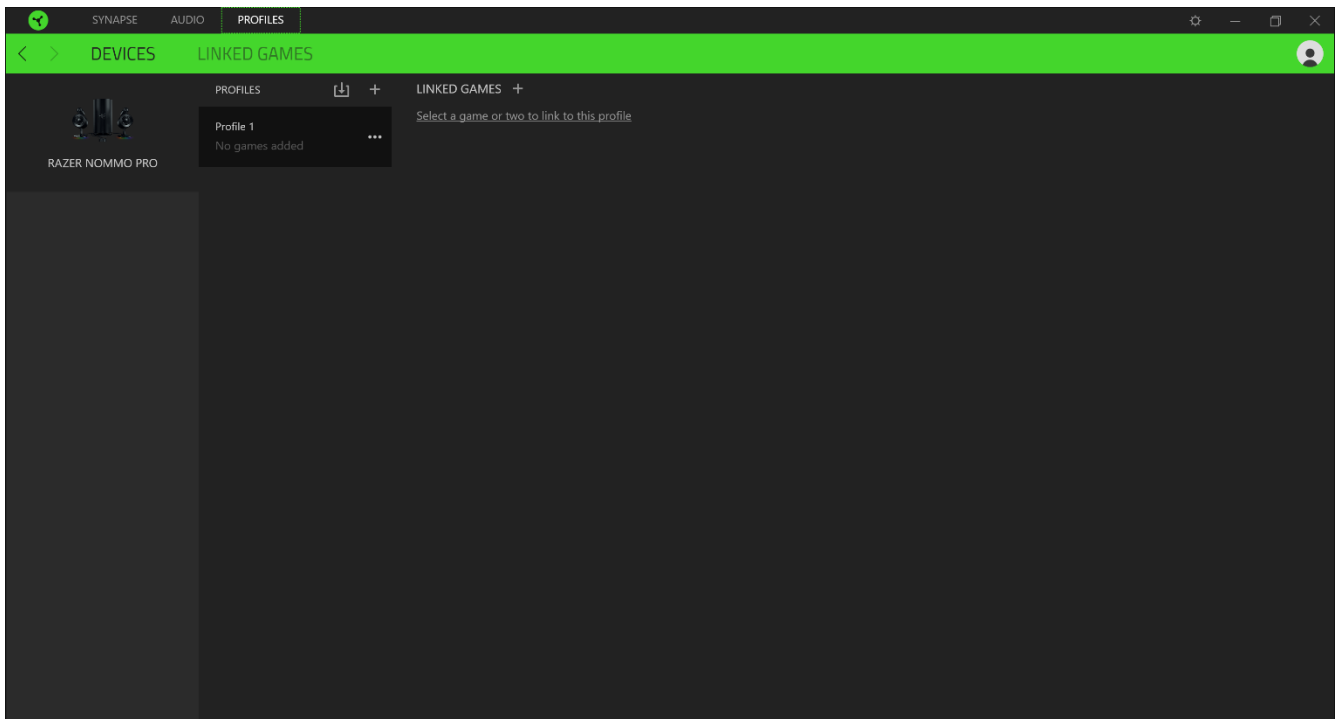 SYNAPSE AUDIO PROFILES
DEVICES LINKED GAMES
RAZER NOMMO PRO
PROFILES
Profile 1
No games added
LINKED GAMES
Select a game or two to link to this profile